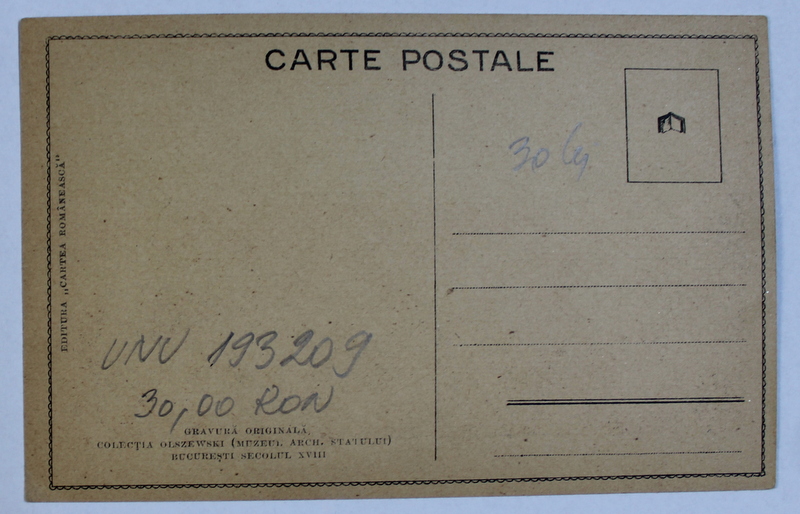 CARTE POSTALE
EDITURA „CARTEA ROMÂNEASCĂ"
30
UNV 193209
30,00 RON
GRAVURĂ ORIGINALĂ
COLECȚIA OLSZEWSKI (MUZEUL ARCH. STATULUI)
BUCUREȘTI SECOLUL XVIII